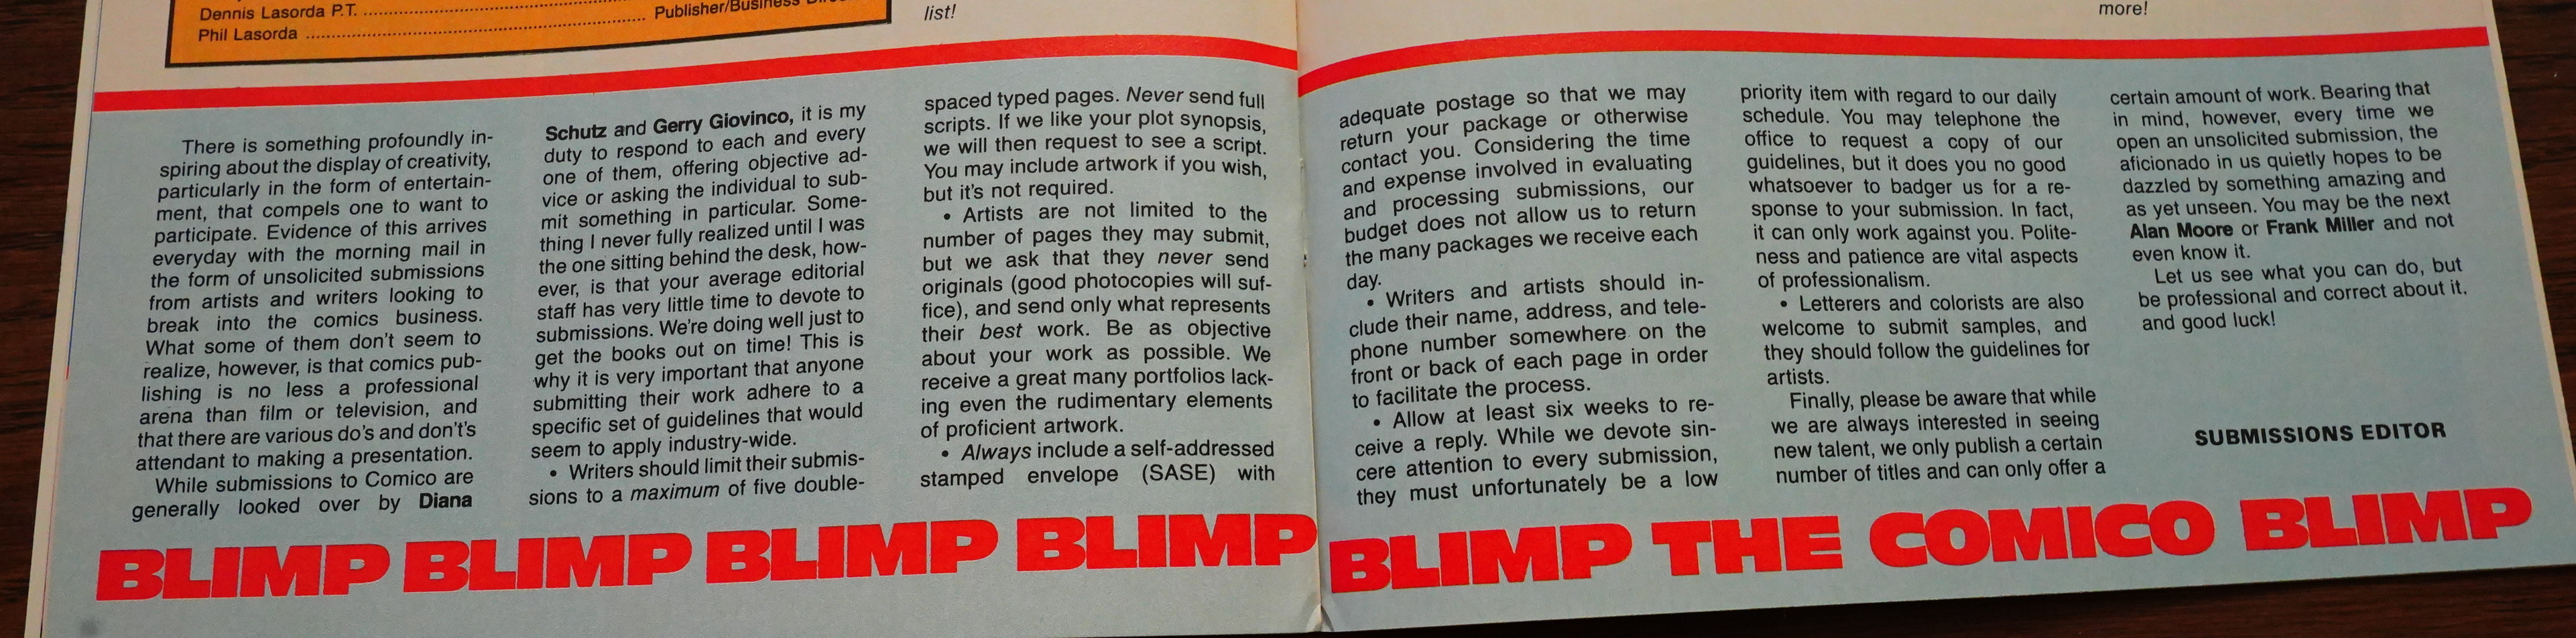 Dennis Lasorda P.T.
Publisher/Business
Phil Lasorda
list!
more!
There is something profoundly in-
spiring about the display of creativity,
particularly in the form of entertain-
ment, that compels one to want to
participate. Evidence of this arrives
everyday with the morning mail in
the form of unsolicited submissions
from artists and writers looking to
break into the comics business.
What some of them don't seem to
realize, however, is that comics pub-
lishing is no less a professional
arena than film or television, and
that there are various do's and don't's
attendant to making a presentation.
While submissions to Comico are
generally looked over by Diana
Schutz and Gerry Giovinco, it is my
duty to respond to each and every
one of them, offering objective ad-
vice or asking the individual to sub-
mit something in particular. Some-
thing I never fully realized until I was
the one sitting behind the desk, how-
ever, is that your average editorial
staff has very little time to devote to
submissions. We're doing well just to
get the books out on time! This is
why it is very important that anyone
submitting their work adhere to a
specific set of guidelines that would
seem to apply industry-wide.
• Writers should limit their submis-
sions to a maximum of five double-
spaced typed pages. Never send full
scripts. If we like your plot synopsis,
we will then request to see a script.
You may include artwork if you wish,
but it's not required.
• Artists are not limited to the
number of pages they may submit,
but we ask that they never send
originals (good photocopies will suf-
fice), and send only what represents
their best work. Be as objective
about your work as possible. We
receive a great many portfolios lack-
ing even the rudimentary elements
of proficient artwork.
• Always include a self-addressed
stamped envelope (SASE) with
adequate postage so that we may
return your package or otherwise
contact you. Considering the time
and expense involved in evaluating
and processing submissions, our
budget does not allow us to return
the many packages we receive each
day.
• Writers and artists should in-
clude their name, address, and tele-
phone number somewhere on the
front or back of each page in order
to facilitate the process.
• Allow at least six weeks to re-
ceive a reply. While we devote sin-
cere attention to every submission,
they must unfortunately be a low
priority item with regard to our daily
schedule. You may telephone the
office to request a copy of our
guidelines, but it does you no good
whatsoever to badger us for a re-
sponse to your submission. In fact,
it can only work against you. Polite-
ness and patience are vital aspects
of professionalism.
• Letterers and colorists are also
welcome to submit samples, and
they should follow the guidelines for
artists.
Finally, please be aware that while
we are always interested in seeing
new talent, we only publish a certain
number of titles and can only offer a
certain amount of work. Bearing that
in mind, however, every time we
open an unsolicited submission, the
aficionado in us quietly hopes to be
dazzled by something amazing and
as yet unseen. You may be the next
Alan Moore or Frank Miller and not
even know it.
Let us see what you can do, but
be professional and correct about it.
and good luck!
SUBMISSIONS EDITOR
BLIMP BLIMP BLIMP BLIMP BLIMP THE COMICO BLIMP